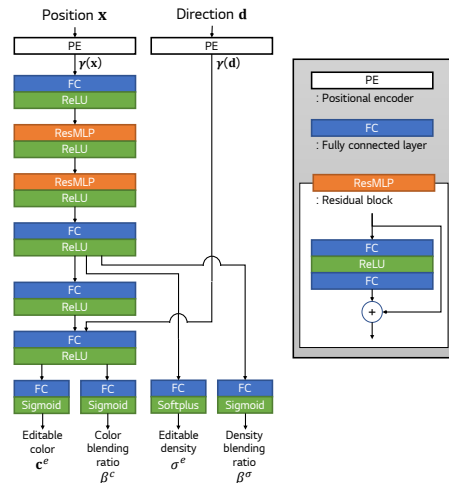 Position x
Direction d
PE
PE
γ(x)
γ(d)
FC
ReLU
ResMLP
ReLU
ResMLP
ReLU
FC
ReLU
FC
ReLU
FC
ReLU
FC
Sigmoid
FC
Sigmoid
FC
Softplus
FC
Sigmoid
Editable
color
c^e
Color
blending
ratio
β^c
Editable
density
σ^e
Density
blending
ratio
β^σ
PE
: Positional encoder
FC
: Fully connected layer
ResMLP
: Residual block
FC
ReLU
FC
+